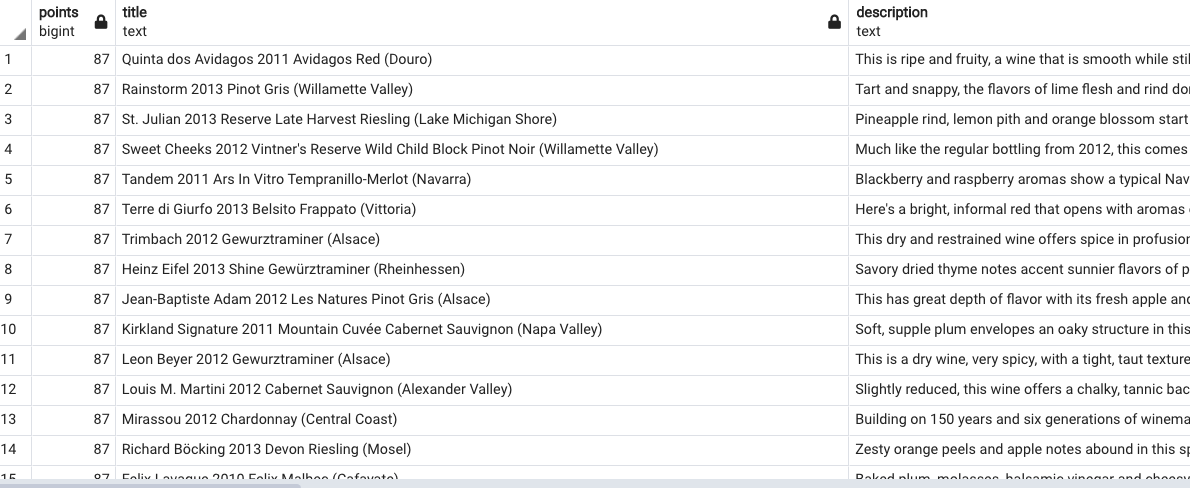 points title description
bigint text text
1 87 Quinta dos Avidagos 2011 Avidagos Red (Douro) This is ripe and fruity, a wine that is smooth while
2 87 Rainstorm 2013 Pinot Gris (Willamette Valley) Tart and snappy, the flavors of lime flesh and rind
3 87 St. Julian 2013 Reserve Late Harvest Riesling (Lake Michigan Shore) Pineapple rind, lemon pith and orange blossom start
4 87 Sweet Cheeks 2012 Vintner's Reserve Wild Child Block Pinot Noir (Willamette Valley) Much like the regular bottling from 2012, this comes
5 87 Tandem 2011 Ars In Vitro Tempranillo-Merlot (Navarra) Blackberry and raspberry aromas show a typical Nav
6 87 Terre di Giurfo 2013 Belsito Frappato (Vittoria) Here's a bright, informal red that opens with aromas
7 87 Trimbach 2012 Gewurztraminer (Alsace) This dry and restrained wine offers spice in profusion
8 87 Heinz Eifel 2013 Shine Gewürztraminer (Rheinhessen) Savory dried thyme notes accent sunnier flavors of p
9 87 Jean-Baptiste Adam 2012 Les Natures Pinot Gris (Alsace) This has great depth of flavor with its fresh apple and
10 87 Kirkland Signature 2011 Mountain Cuvée Cabernet Sauvignon (Napa Valley) Soft, supple plum envelopes an oaky structure in this
11 87 Leon Beyer 2012 Gewurztraminer (Alsace) This is a dry wine, very spicy, with a tight, taut texture
12 87 Louis M. Martini 2012 Cabernet Sauvignon (Alexander Valley) Slightly reduced, this wine offers a chalky, tannic bac
13 87 Mirassou 2012 Chardonnay (Central Coast) Building on 150 years and six generations of winema
14 87 Richard Böcking 2013 Devon Riesling (Mosel) Zesty orange peels and apple notes abound in this sp
15 87 Felix Lavaque 2010 Felix Malbec (Cafayate) Baked plum, molasses, balsamic vinegar and cheesy